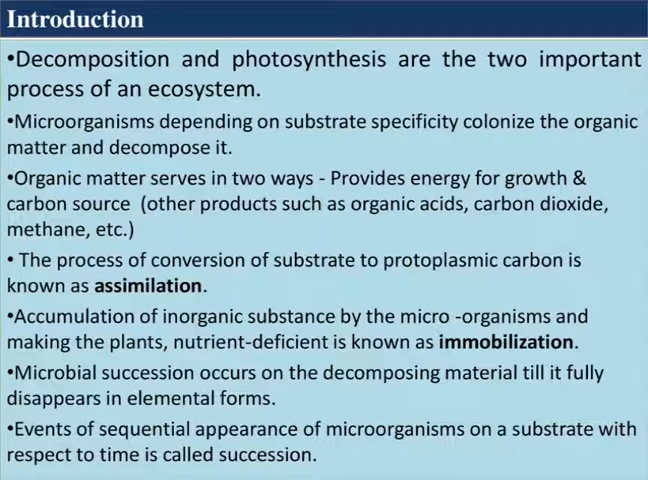 Introduction
•Decomposition and photosynthesis are the two important
process of an ecosystem.
•Microorganisms depending on substrate specificity colonize the organic
matter and decompose it.
•Organic matter serves in two ways - Provides energy for growth &
carbon source (other products such as organic acids, carbon dioxide,
methane, etc.)
• The process of conversion of substrate to protoplasmic carbon is
known as assimilation.
•Accumulation of inorganic substance by the micro -organisms and
making the plants, nutrient-deficient is known as immobilization.
•Microbial succession occurs on the decomposing material till it fully
disappears in elemental forms.
•Events of sequential appearance of microorganisms on a substrate with
respect to time is called succession.